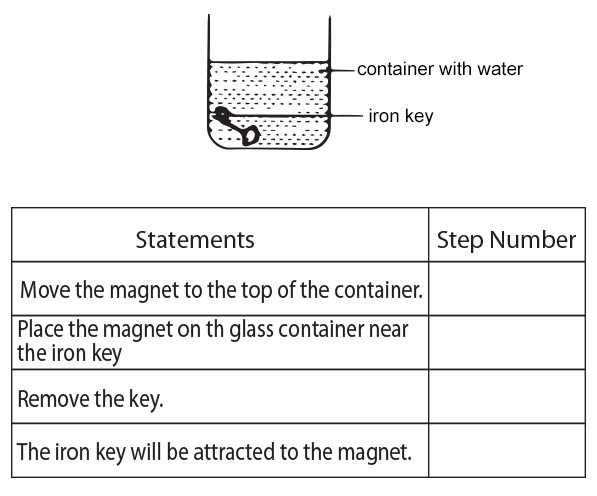 container with water
iron key
Statements
Step Number
Move the magnet to the top of the container.
Place the magnet on th glass container near
the iron key
Remove the key.
The iron key will be attracted to the magnet.